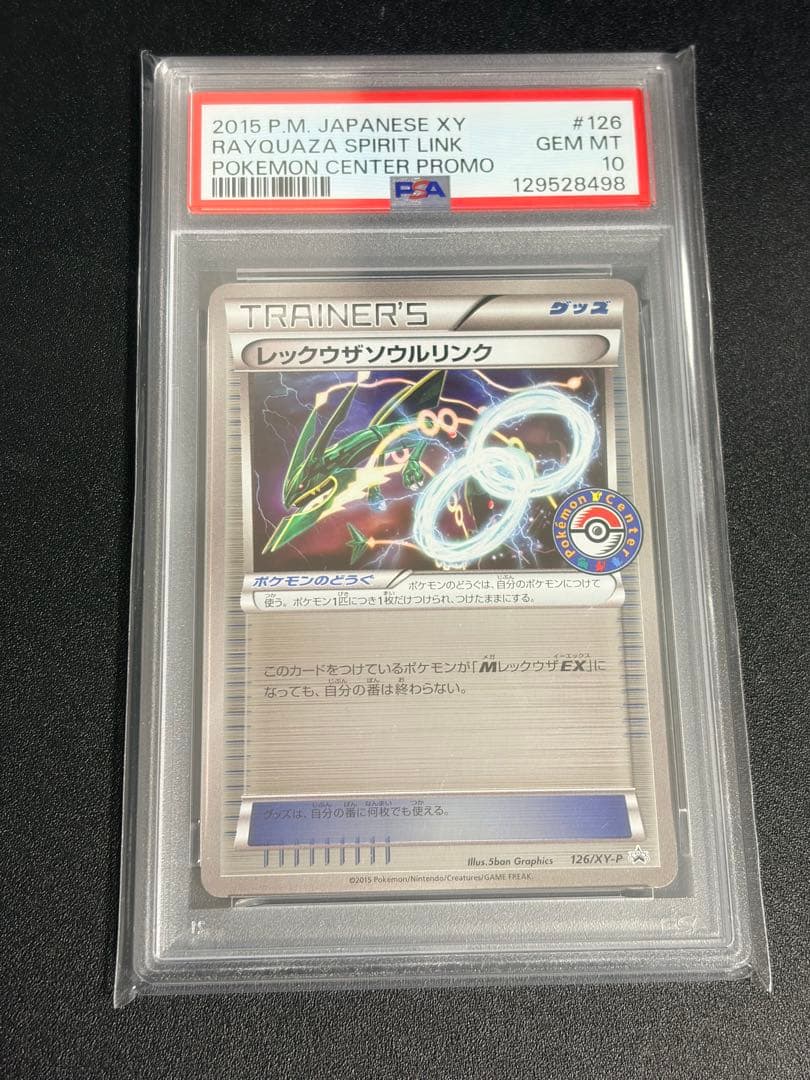 2015 P.M. JAPANESE XY #126
RAYQUAZA SPIRIT LINK GEM MT
POKEMON CENTER PROMO 10
PSA 129528498
TRAINER'S グッズ
レックウザソウルリンク
Pokémon Center
ポケモンのどうぐ ポケモンのどうぐは、自分のポケモンにつけて
使う。ポケモン1匹につき1枚だけつけられ、つけたままにする。
このカードをつけているポケモンが「MレックウザEX」に
なっても、自分の番は終わらない。
グッズは、自分の番に何枚でも使える。
Illus.5ban Graphics 126/XY-P
©2015 Pokémon/Nintendo/Creatures/GAME FREAK.